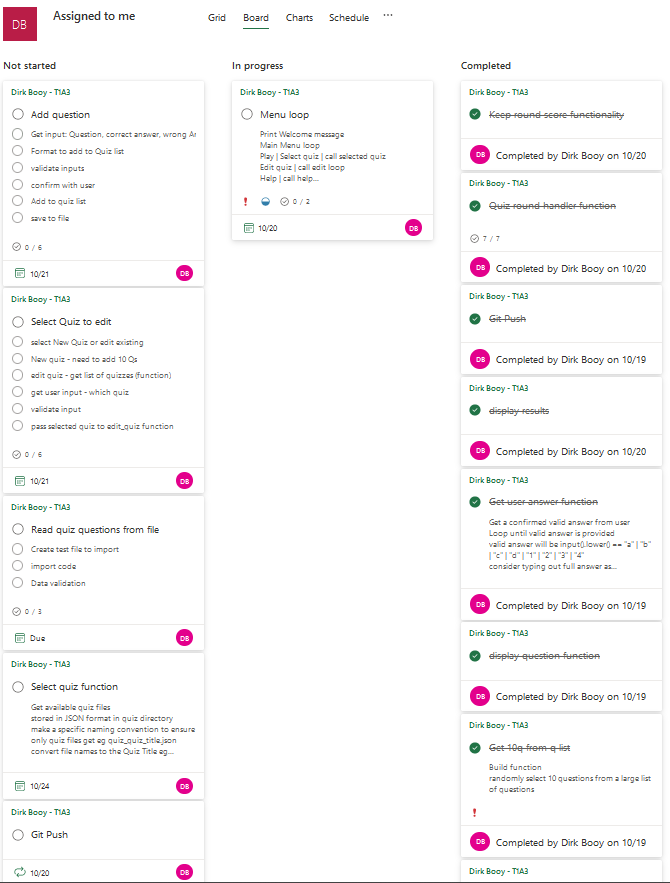 DB
Assigned to me
Grid
Board
Charts
Schedule
...
Not started
Dirk Booy - T1A3
Add question
Get input: Question, correct answer, wrong Ar
Format to add to Quiz list
validate inputs
confirm with user
Add to quiz list
save to file
0 / 6
10/21
DB
Dirk Booy - T1A3
Select Quiz to edit
select New Quiz or edit existing
New quiz - need to add 10 Qs
edit quiz - get list of quizzes (function)
get user input - which quiz
validate input
pass selected quiz to edit_quiz function
0 / 6
10/21
DB
Dirk Booy - T1A3
Read quiz questions from file
Create test file to import
import code
Data validation
0 / 3
Due
DB
Dirk Booy - T1A3
Select quiz function
Get available quiz files
stored in JSON format in quiz directory
make a specific naming convention to ensure
only quiz files get eg quiz_quiz_title.json
convert file names to the Quiz Title eg...
10/24
DB
Dirk Booy - T1A3
Git Push
10/20
DB
In progress
Dirk Booy - T1A3
Menu loop
Print Welcome message
Main Menu loop
Play | Select quiz | call selected quiz
Edit quiz | call edit loop
Help | call help...
0 / 2
10/20
DB
Completed
Dirk Booy - T1A3
Keep round score functionality
DB
Completed by Dirk Booy on 10/20
Dirk Booy - T1A3
Quiz round handler function
7 / 7
DB
Completed by Dirk Booy on 10/20
Dirk Booy - T1A3
Git Push
DB
Completed by Dirk Booy on 10/19
Dirk Booy - T1A3
display results
DB
Completed by Dirk Booy on 10/20
Dirk Booy - T1A3
Get user answer function
Get a confirmed valid answer from user
Loop until valid answer is provided
valid answer will be input().lower() == "a" | "b"
| "c" | "d" | "1" | "2" | "3" | "4"
consider typing out full answer as...
DB
Completed by Dirk Booy on 10/19
Dirk Booy - T1A3
display question function
DB
Completed by Dirk Booy on 10/19
Dirk Booy - T1A3
Get 10q from q list
Build function
randomly select 10 questions from a large list
of questions
DB
Completed by Dirk Booy on 10/19
Dirk Booy - T1A3